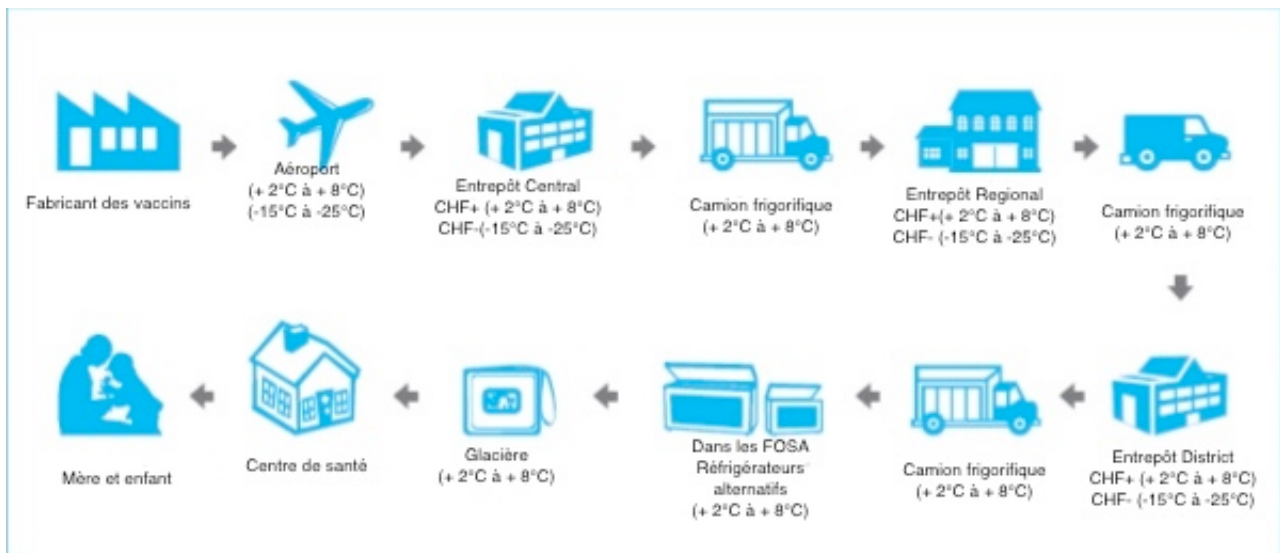 Fabricant des vaccins
Aéroport
(+ 2°C à + 8°C)
(-15°C à -25°C)
Entrepôt Central
CHF+ (+ 2°C à + 8°C)
CHF-(-15°C à -25°C)
Camion frigorifique
(+ 2°C à + 8°C)
Entrepôt Regional
CHF+(+ 2°C à + 8°C)
CHF- (-15°C à -25°C)
Camion frigorifique
(+ 2°C à + 8°C)
Mère et enfant
Centre de santé
Glacière
(+ 2°C à + 8°C)
Dans les FOSA
Réfrigérateurs
alternatifs
(+ 2°C à + 8°C)
Camion frigorifique
(+ 2°C à + 8°C)
Entrepôt District
CHF+ (+ 2°C à + 8°C)
CHF- (-15°C à -25°C)